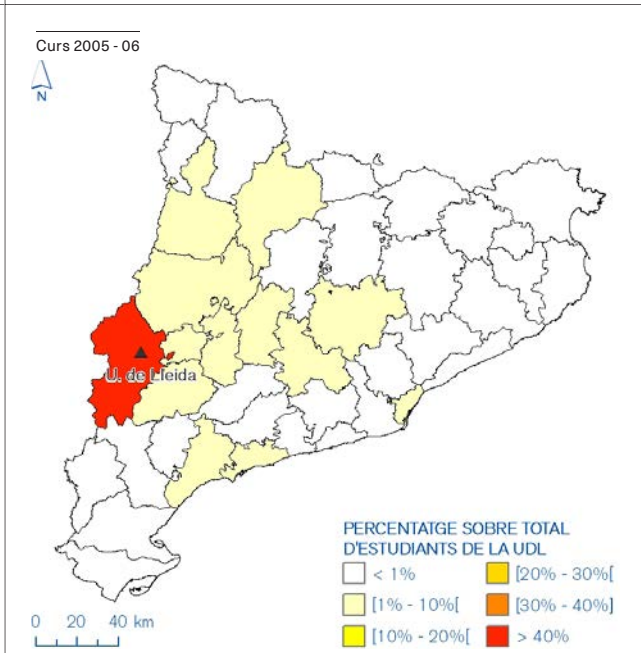 Curs 2005 - 06
N
U. de Lleida
PERCENTATGE SOBRE TOTAL
D'ESTUDIANTS DE LA UDL
< 1%
[20% - 30%[
[1% - 10%[
[30% - 40%]
[10% - 20%[
> 40%
0 20 40 km